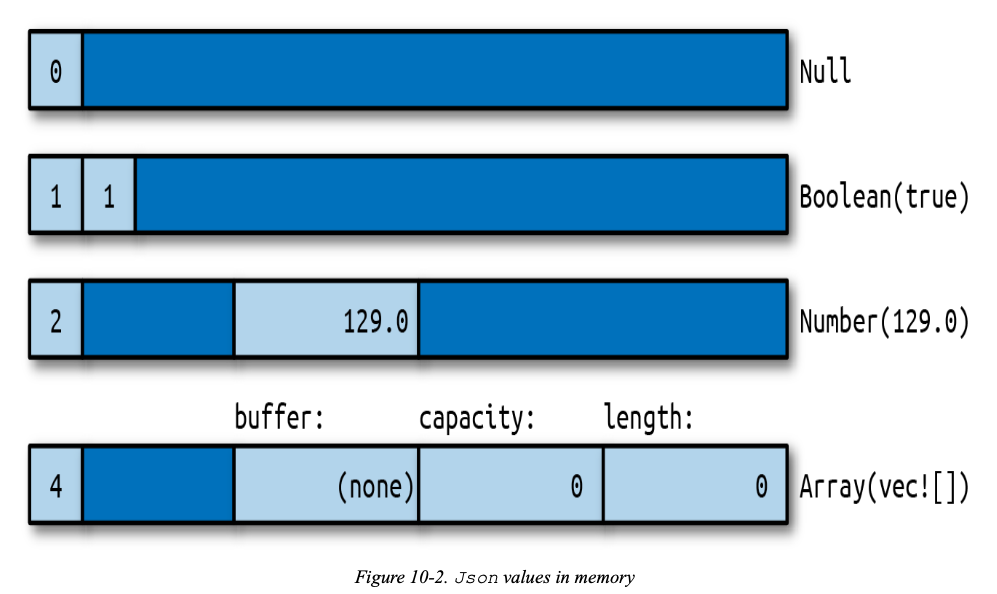 0 Null
1 1 Boolean(true)
2 129.0 Number(129.0)
buffer: capacity: length:
4 (none) 0 0 Array(vec![])
Figure 10-2. Json values in memory